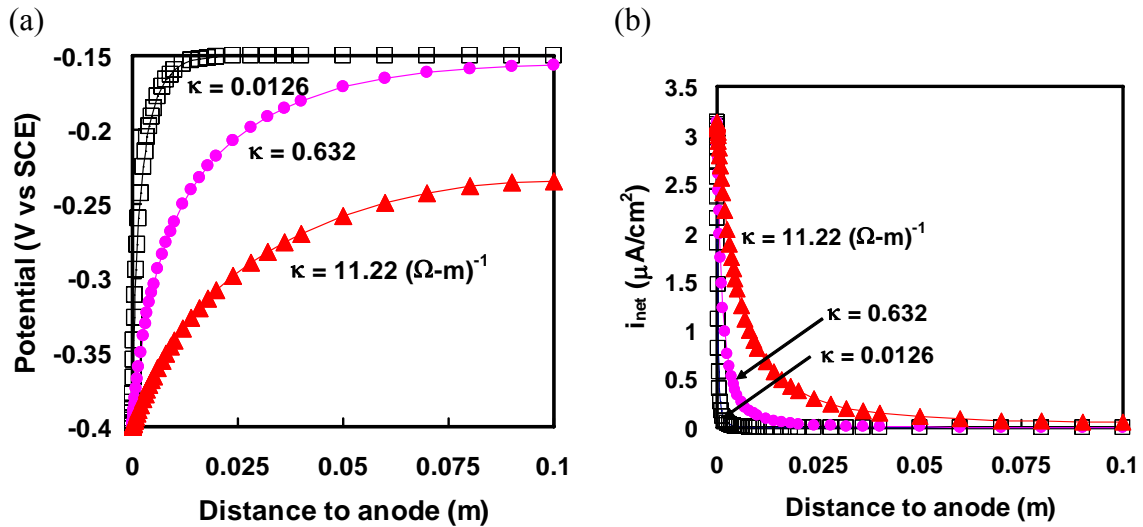 (a)
Potential (V vs SCE)
-0.15
-0.2
-0.25
-0.3
-0.35
-0.4
κ = 0.0126
κ = 0.632
κ = 11.22 (Ω-m)⁻¹
0
0.025
0.05
0.075
0.1
Distance to anode (m)
(b)
i_net (μA/cm²)
3.5
3
2.5
2
1.5
1
0.5
0
κ = 11.22 (Ω-m)⁻¹
κ = 0.632
κ = 0.0126
0
0.025
0.05
0.075
0.1
Distance to anode (m)